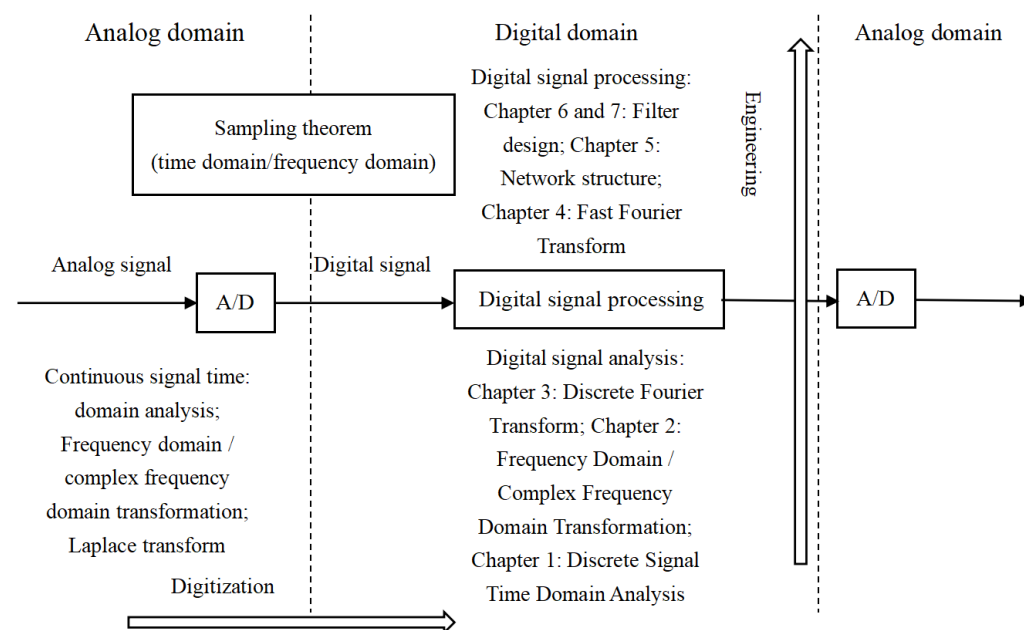 Analog domain
Digital domain
Analog domain
Sampling theorem
(time domain/frequency domain)
Digital signal processing:
Chapter 6 and 7: Filter
design; Chapter 5:
Network structure;
Chapter 4: Fast Fourier
Transform
Engineering
Analog signal
A/D
Digital signal
Digital signal processing
A/D
Continuous signal time:
domain analysis;
Frequency domain /
complex frequency
domain transformation;
Laplace transform
Digital signal analysis:
Chapter 3: Discrete Fourier
Transform; Chapter 2:
Frequency Domain /
Complex Frequency
Domain Transformation;
Chapter 1: Discrete Signal
Time Domain Analysis
Digitization